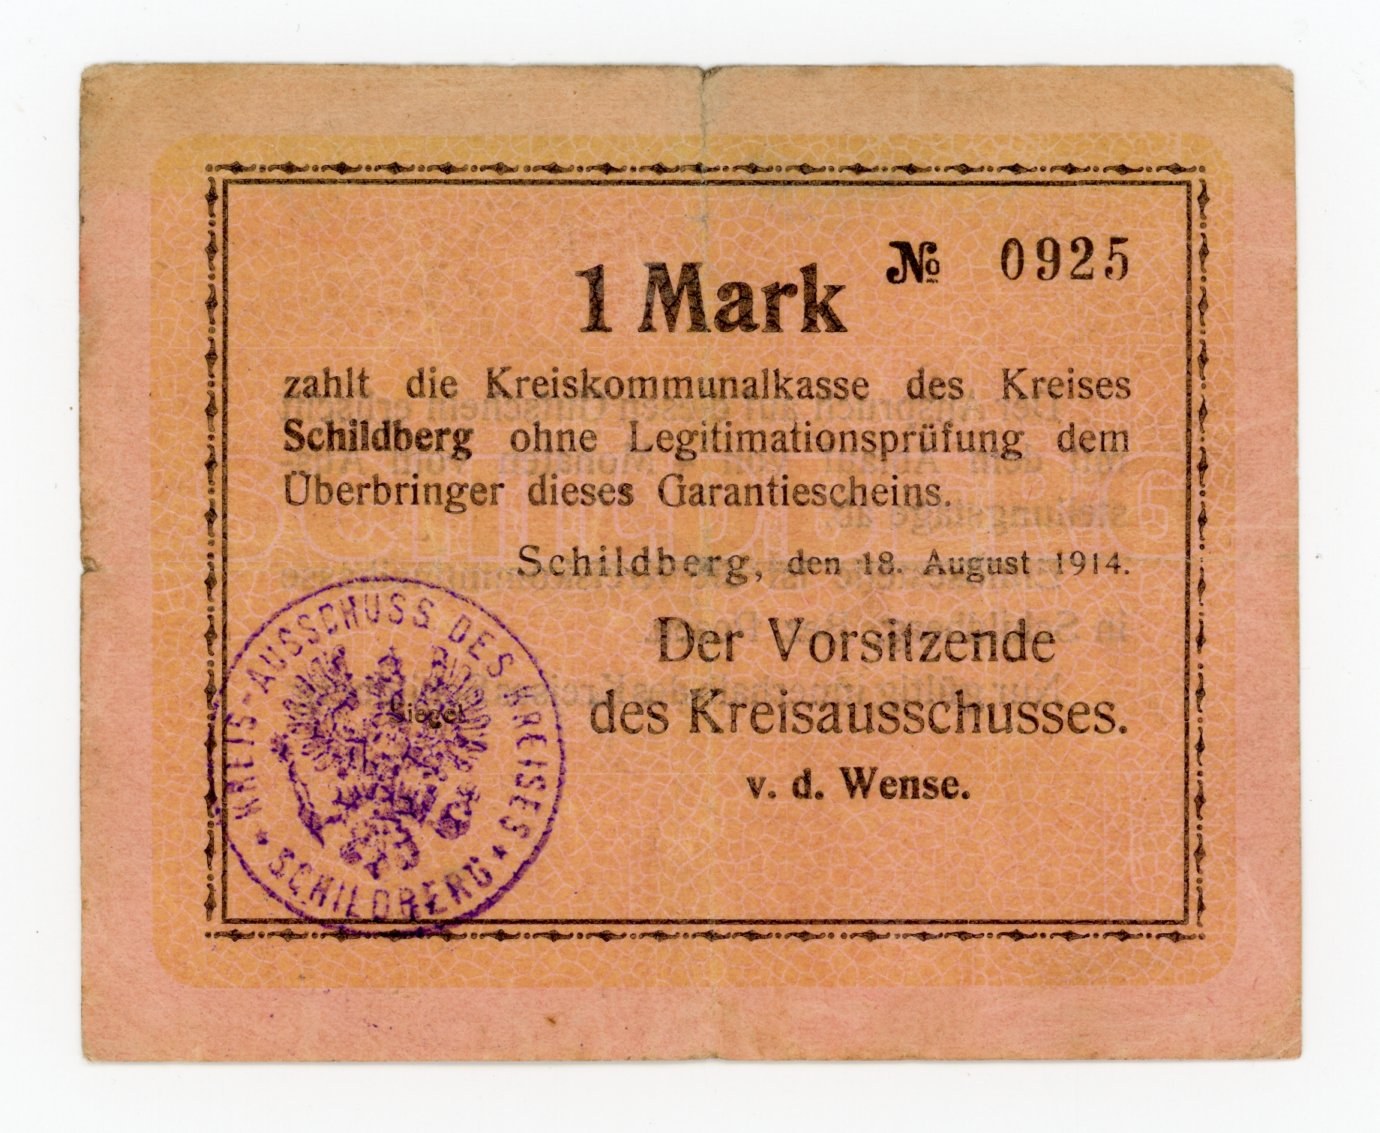 № 0925
1 Mark
zahlt die Kreiskommunalkasse des Kreises
Schildberg ohne Legitimationsprüfung dem
Überbringer dieses Garantiescheins.
SCHILDBERG
Schildberg, den 18. August 1914.
Der Vorsitzende
des Kreisausschusses.
v. d. Wense.
Siegel
KREIS-AUSSCHUSS DES KREISES
* SCHILDBERG *